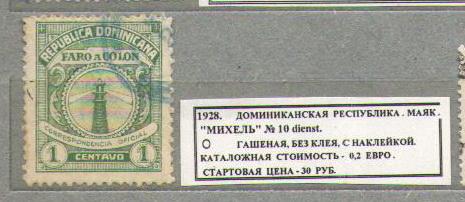 REPUBLICA DOMINICANA
FARO A COLON
CORRESPONDENCIA OFICIAL
1 CENTAVO 1
1928. ДОМИНИКАНСКАЯ РЕСПУБЛИКА. МАЯК.
"МИХЕЛЬ" № 10 dienst.
О ГАШЕНАЯ, БЕЗ КЛЕЯ, С НАКЛЕЙКОЙ.
КАТАЛОЖНАЯ СТОИМОСТЬ - 0,2 ЕВРО.
СТАРТОВАЯ ЦЕНА - 30 РУБ.